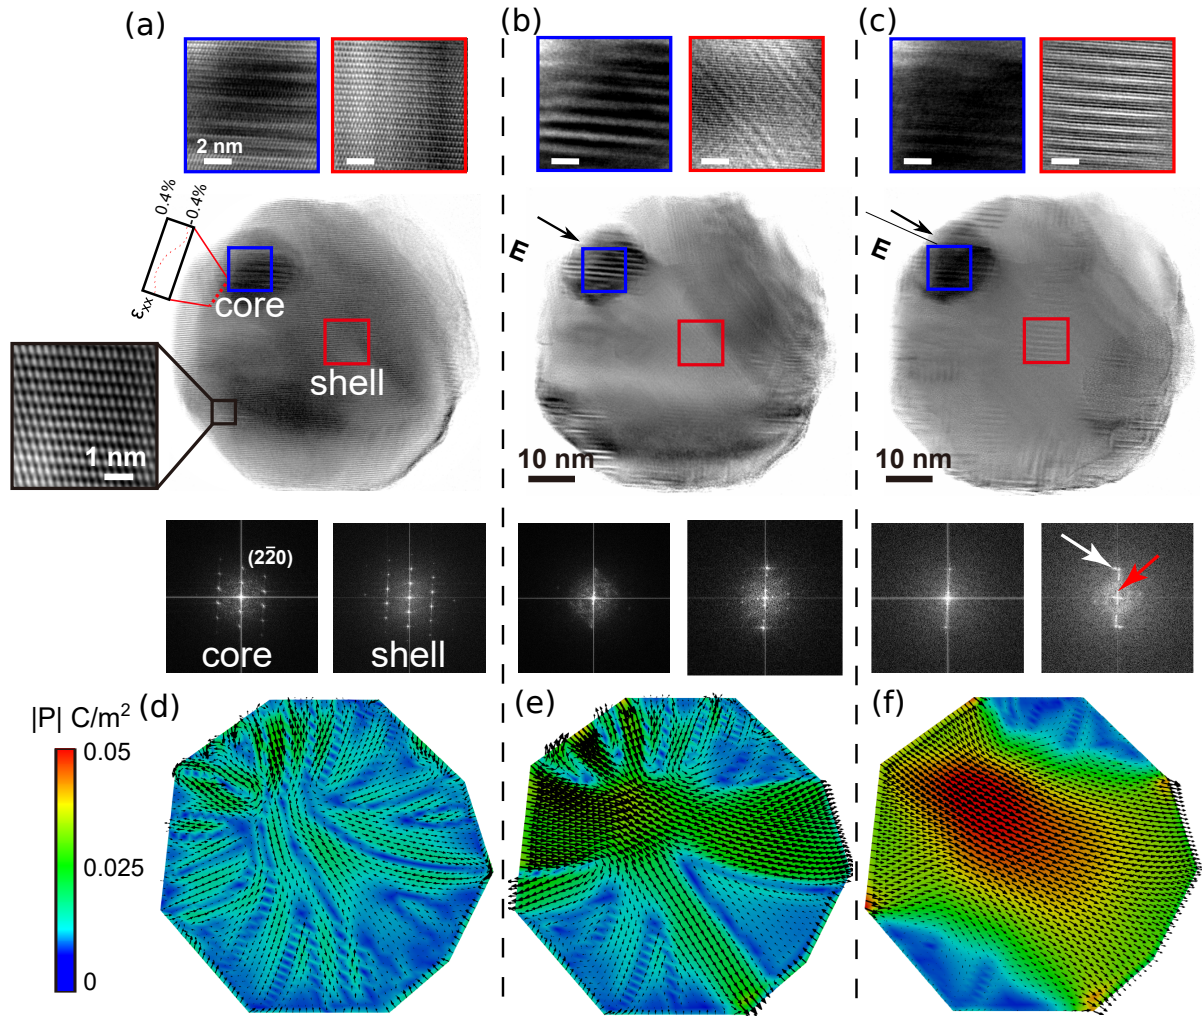 (a)
(b)
(c)
2 nm
0.4%
-0.4%
εxx
core
shell
1 nm
E
10 nm
E
10 nm
(22̄0)
core
shell
|P| C/m²
0.05
0.025
0
(d)
(e)
(f)